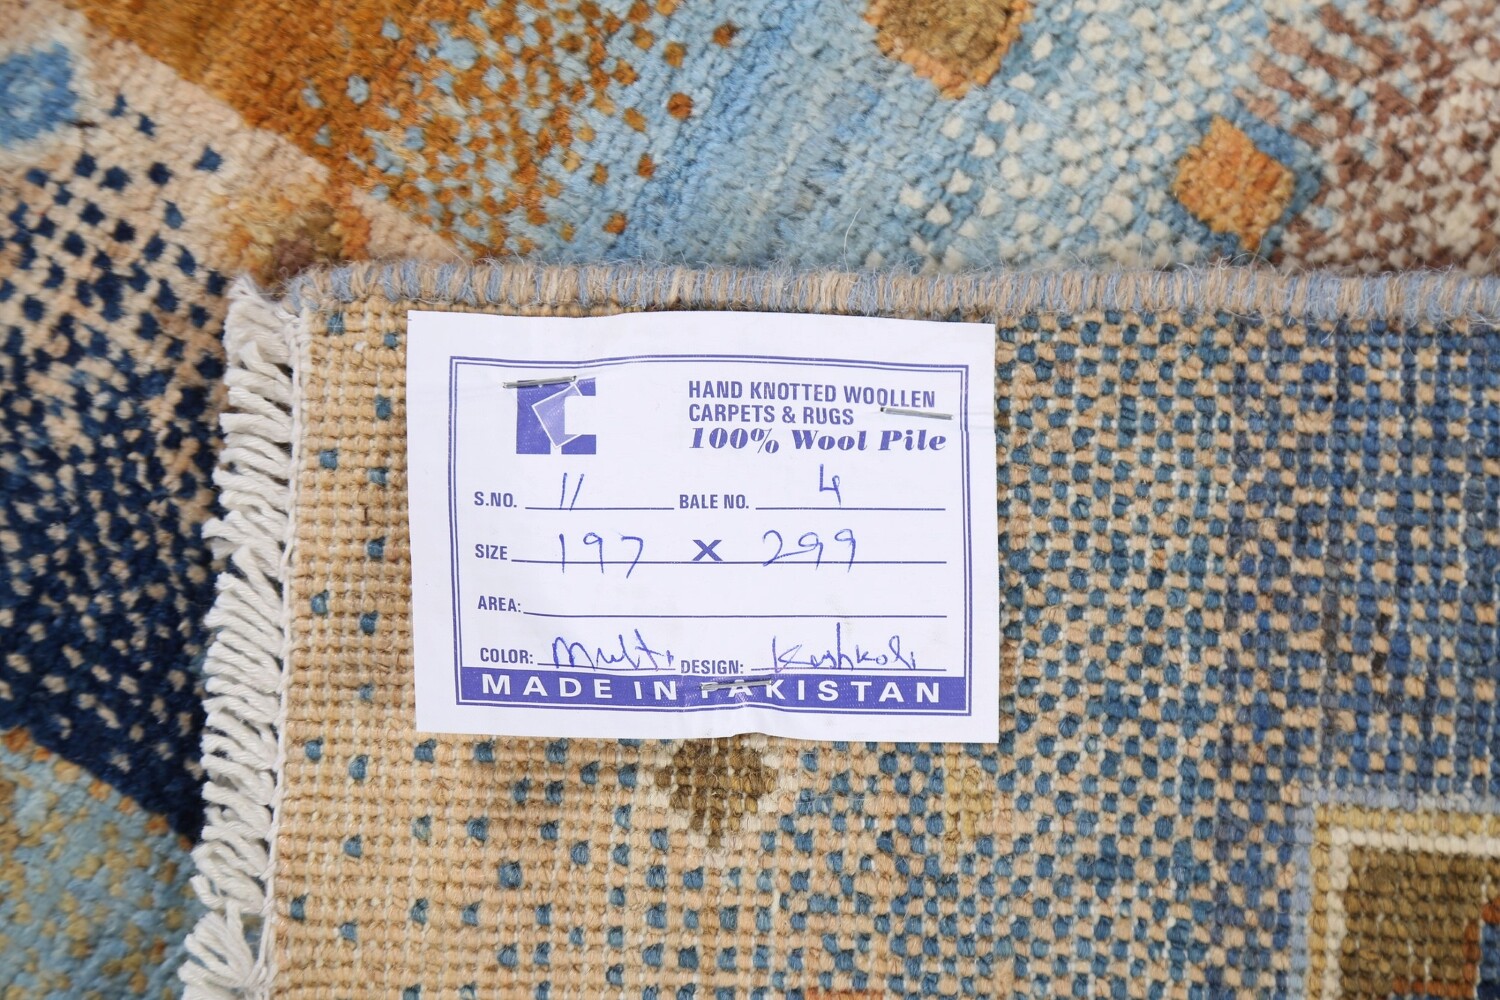 HAND KNOTTED WOOLLEN
CARPETS & RUGS
100% Wool Pile
S.NO. 11 BALE NO. 4
SIZE 197 X 299
AREA:
COLOR: Multi DESIGN: Keshkoli
MADE IN PAKISTAN